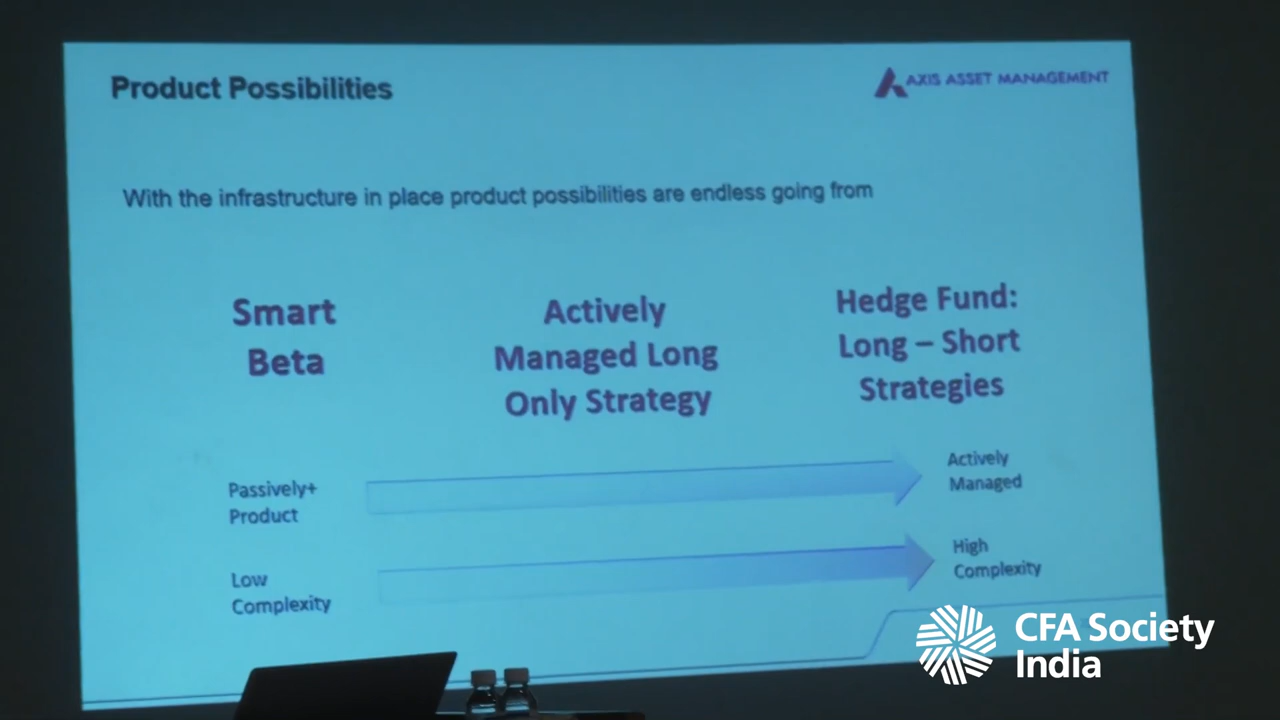 Product Possibilities
AXIS ASSET MANAGEMENT
With the infrastructure in place product possibilities are endless going from
Smart
Beta
Actively
Managed Long
Only Strategy
Hedge Fund:
Long – Short
Strategies
Passively+
Product
Actively
Managed
Low
Complexity
High
Complexity
CFA Society
India